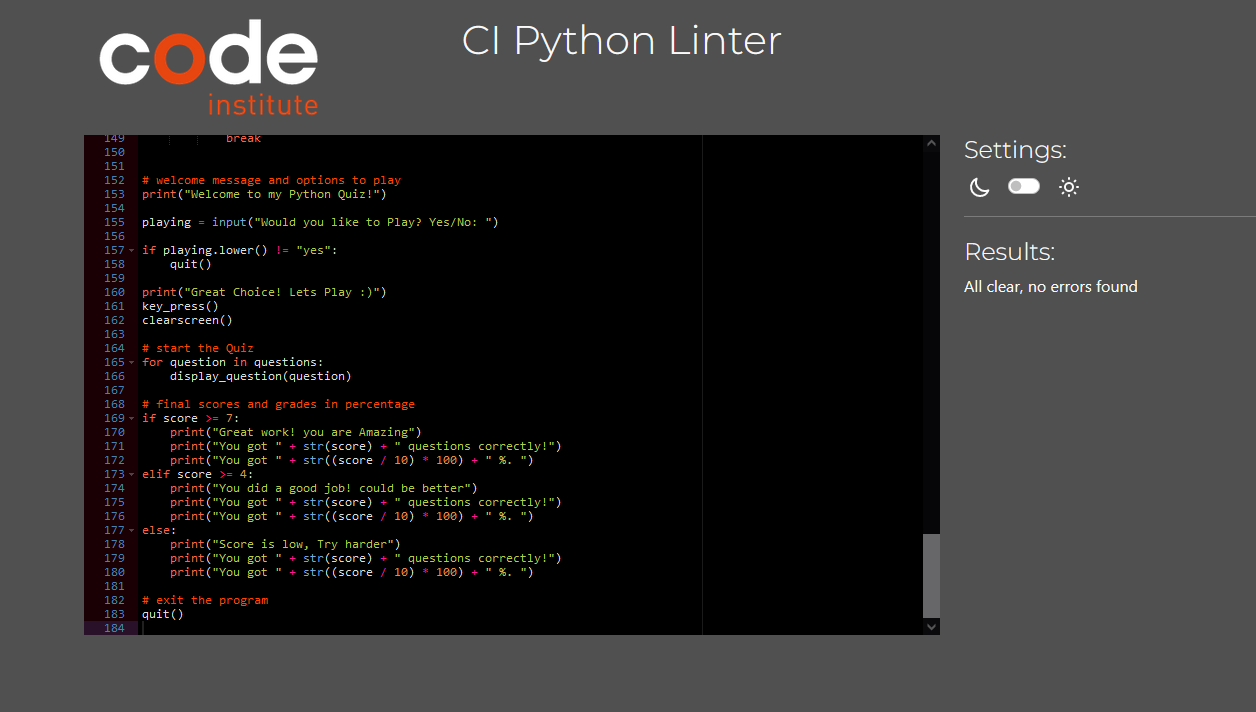 code
institute
CI Python Linter
149 break
150
151
152 # welcome message and options to play
153 print("Welcome to my Python Quiz!")
154
155 playing = input("Would you like to Play? Yes/No: ")
156
157 if playing.lower() != "yes":
158     quit()
159
160 print("Great Choice! Lets Play :)")
161 key_press()
162 clearscreen()
163
164 # start the Quiz
165 for question in questions:
166     display_question(question)
167
168 # final scores and grades in percentage
169 if score >= 7:
170     print("Great work! you are Amazing")
171     print("You got " + str(score) + " questions correctly!")
172     print("You got " + str((score / 10) * 100) + " %. ")
173 elif score >= 4:
174     print("You did a good job! could be better")
175     print("You got " + str(score) + " questions correctly!")
176     print("You got " + str((score / 10) * 100) + " %. ")
177 else:
178     print("Score is low, Try harder")
179     print("You got " + str(score) + " questions correctly!")
180     print("You got " + str((score / 10) * 100) + " %. ")
181
182 # exit the program
183 quit()
184
Settings:
Results:
All clear, no errors found